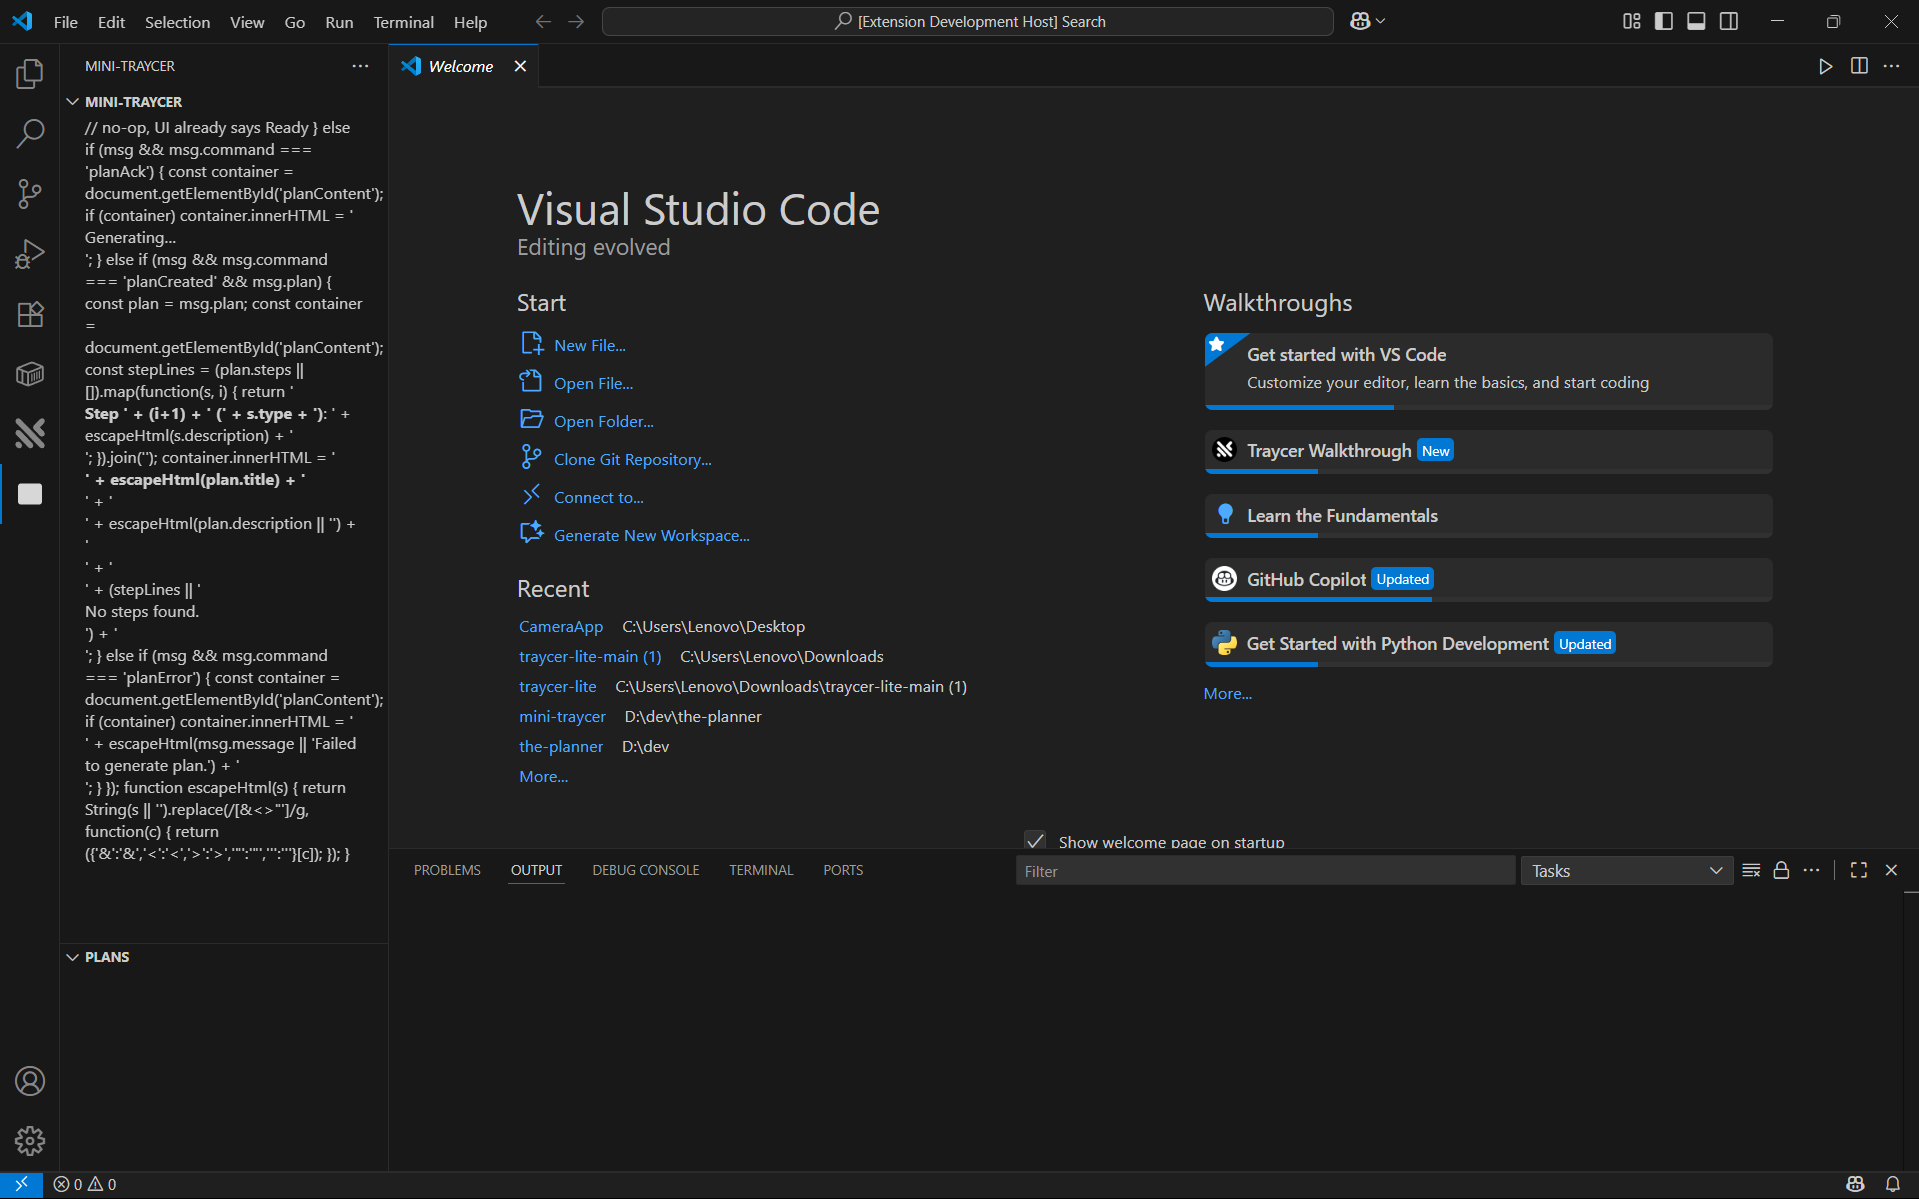 File Edit Selection View Go Run Terminal Help
[Extension Development Host] Search
MINI-TRAYCER
MINI-TRAYCER
// no-op, UI already says Ready } else
if (msg && msg.command ===
'planAck') { const container =
document.getElementById('planContent');
if (container) container.innerHTML = '
Generating...
'; } else if (msg && msg.command
=== 'planCreated' && msg.plan) {
const plan = msg.plan; const container
=
document.getElementById('planContent');
const stepLines = (plan.steps ||
[]).map(function(s, i) { return '
Step ' + (i+1) + ' (' + s.type + '): ' +
escapeHtml(s.description) + '
'; }).join(''); container.innerHTML = '
' + escapeHtml(plan.title) + '
' + '
' + escapeHtml(plan.description || '') +
'
' + '
' + (stepLines || '
No steps found.
') + '
'; } else if (msg && msg.command
=== 'planError') { const container =
document.getElementById('planContent');
if (container) container.innerHTML = '
' + escapeHtml(msg.message || 'Failed
to generate plan.') + '
'; } }); function escapeHtml(s) { return
String(s || '').replace(/[&<>"']/g,
function(c) { return
({'&':'&','<':'<','>':'>','"':'"',''':'''}[c]); }); }
PLANS
Welcome
Visual Studio Code
Editing evolved
Start
New File...
Open File...
Open Folder...
Clone Git Repository...
Connect to...
Generate New Workspace...
Recent
CameraApp C:\Users\Lenovo\Desktop
traycer-lite-main (1) C:\Users\Lenovo\Downloads
traycer-lite C:\Users\Lenovo\Downloads\traycer-lite-main (1)
mini-traycer D:\dev\the-planner
the-planner D:\dev
More...
Walkthroughs
Get started with VS Code
Customize your editor, learn the basics, and start coding
Traycer Walkthrough New
Learn the Fundamentals
GitHub Copilot Updated
Get Started with Python Development Updated
More...
Show welcome page on startup
PROBLEMS OUTPUT DEBUG CONSOLE TERMINAL PORTS
Filter
Tasks
0 0